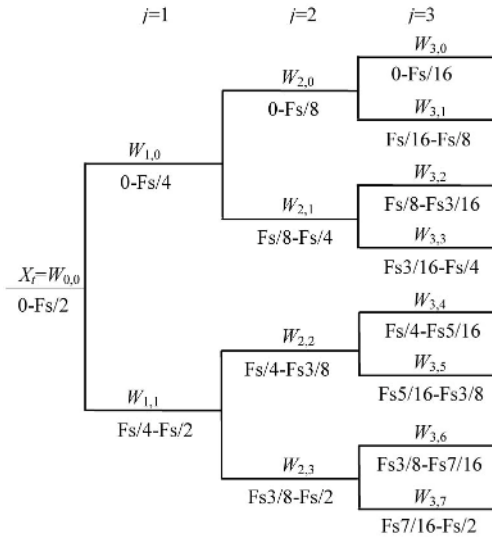 j=1 j=2 j=3
W3,0
W2,0 0-Fs/16
0-Fs/8 W3,1
W1,0 Fs/16-Fs/8
0-Fs/4 W3,2
W2,1 Fs/8-Fs3/16
Fs/8-Fs/4 W3,3
Fs3/16-Fs/4
Xt=W0,0
0-Fs/2 W3,4
W2,2 Fs/4-Fs5/16
Fs/4-Fs3/8 W3,5
W1,1 Fs5/16-Fs3/8
Fs/4-Fs/2 W3,6
W2,3 Fs3/8-Fs7/16
Fs3/8-Fs/2 W3,7
Fs7/16-Fs/2